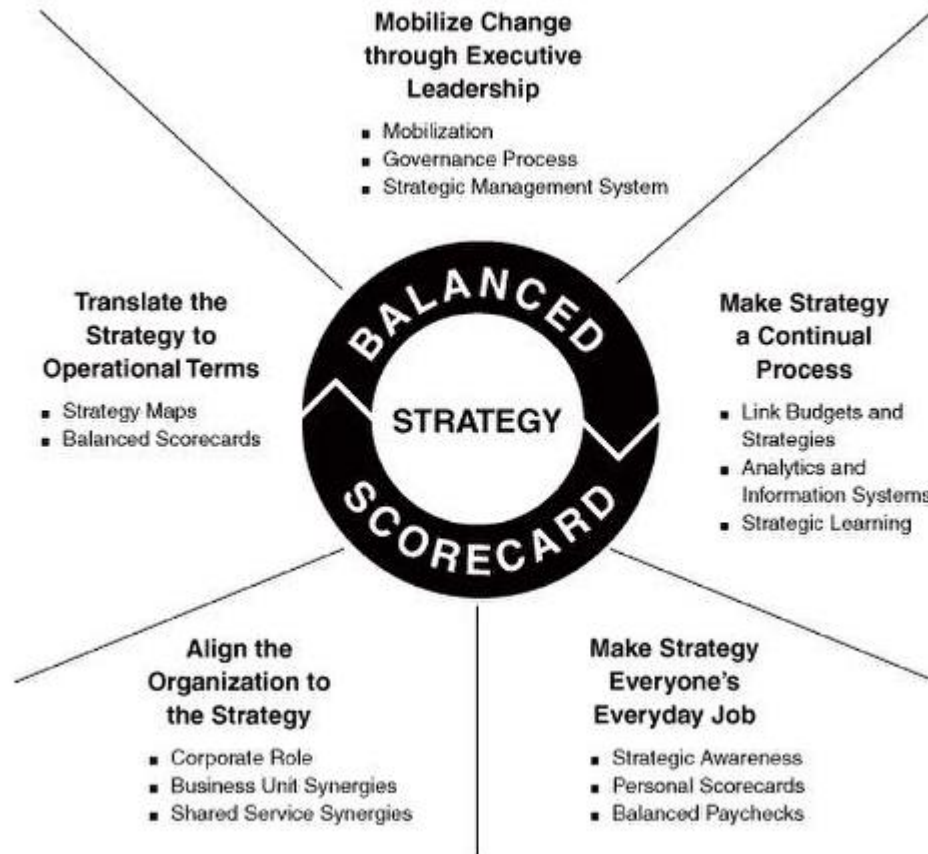 Mobilize Change
through Executive
Leadership
▪ Mobilization
▪ Governance Process
▪ Strategic Management System
Translate the
Strategy to
Operational Terms
▪ Strategy Maps
▪ Balanced Scorecards
BALANCED
STRATEGY
SCORECARD
Make Strategy
a Continual
Process
▪ Link Budgets and
Strategies
▪ Analytics and
Information Systems
▪ Strategic Learning
Align the
Organization to
the Strategy
▪ Corporate Role
▪ Business Unit Synergies
▪ Shared Service Synergies
Make Strategy
Everyone's
Everyday Job
▪ Strategic Awareness
▪ Personal Scorecards
▪ Balanced Paychecks